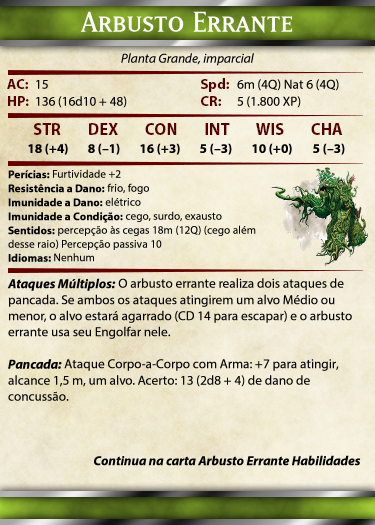 Arbusto Errante
Planta Grande, imparcial
AC: 15 Spd: 6m (4Q) Nat 6 (4Q)
HP: 136 (16d10 + 48) CR: 5 (1.800 XP)
STR DEX CON INT WIS CHA
18 (+4) 8 (–1) 16 (+3) 5 (–3) 10 (+0) 5 (–3)
Perícias: Furtividade +2
Resistência a Dano: frio, fogo
Imunidade a Dano: elétrico
Imunidade a Condição: cego, surdo, exausto
Sentidos: percepção às cegas 18m (12Q) (cego além
desse raio) Percepção passiva 10
Idiomas: Nenhum
Ataques Múltiplos: O arbusto errante realiza dois ataques de
pancada. Se ambos os ataques atingirem um alvo Médio ou
menor, o alvo estará agarrado (CD 14 para escapar) e o arbusto
errante usa seu Engolfar nele.
Pancada: Ataque Corpo-a-Corpo com Arma: +7 para atingir,
alcance 1,5 m, um alvo. Acerto: 13 (2d8 + 4) de dano de
concussão.
Continua na carta Arbusto Errante Habilidades